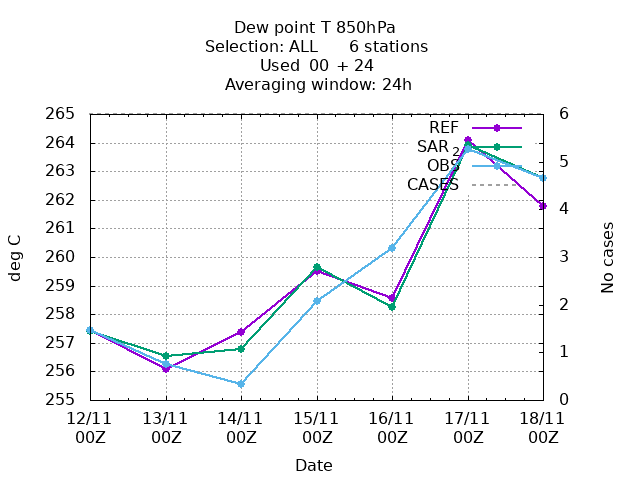 Dew point T 850hPa
Selection: ALL 6 stations
Used 00 + 24
Averaging window: 24h
265
264
263
262
261
260
259
258
257
256
255
6
5
4
3
2
1
0
deg C
No cases
REF
SAR 2
OBS
CASES
12/11 13/11 14/11 15/11 16/11 17/11 18/11
00Z 00Z 00Z 00Z 00Z 00Z 00Z
Date